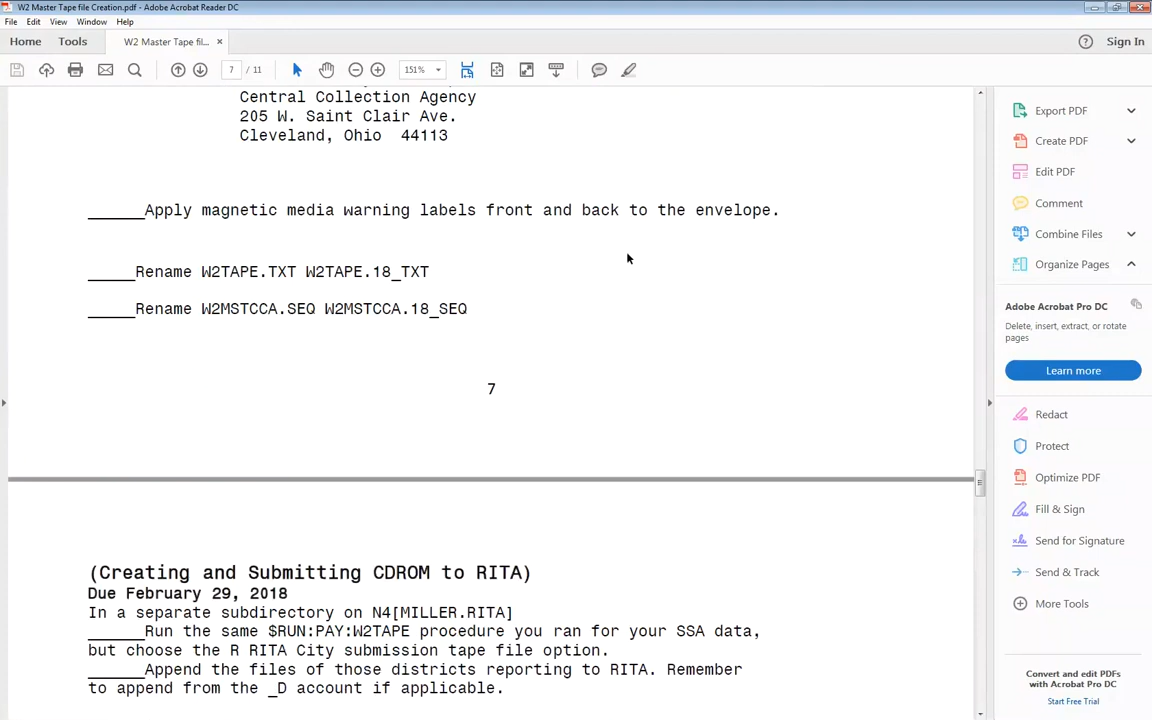 W2 Master Tape file Creation.pdf - Adobe Acrobat Reader DC
File Edit View Window Help
Home Tools W2 Master Tape fil... × Sign In
7 / 11 151%
Central Collection Agency
205 W. Saint Clair Ave.
Cleveland, Ohio 44113
______Apply magnetic media warning labels front and back to the envelope.
_____Rename W2TAPE.TXT W2TAPE.18_TXT
_____Rename W2MSTCCA.SEQ W2MSTCCA.18_SEQ
7
(Creating and Submitting CDROM to RITA)
Due February 29, 2018
In a separate subdirectory on N4[MILLER.RITA]
______Run the same $RUN:PAY:W2TAPE procedure you ran for your SSA data,
but choose the R RITA City submission tape file option.
______Append the files of those districts reporting to RITA. Remember
to append from the _D account if applicable.
Export PDF
Create PDF
Edit PDF
Comment
Combine Files
Organize Pages
Adobe Acrobat Pro DC
Delete, insert, extract, or rotate
pages
Learn more
Redact
Protect
Optimize PDF
Fill & Sign
Send for Signature
Send & Track
More Tools
Convert and edit PDFs
with Acrobat Pro DC
Start Free Trial